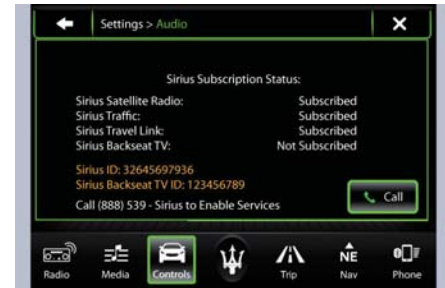 Settings > Audio
Sirius Subscription Status:
Sirius Satellite Radio: Subscribed
Sirius Traffic: Subscribed
Sirius Travel Link: Subscribed
Sirius Backseat TV: Not Subscribed
Sirius ID: 32645697936
Sirius Backseat TV ID: 123456789
Call (888) 539 - Sirius to Enable Services
Call
NE
Radio Media Controls Trip Nav Phone